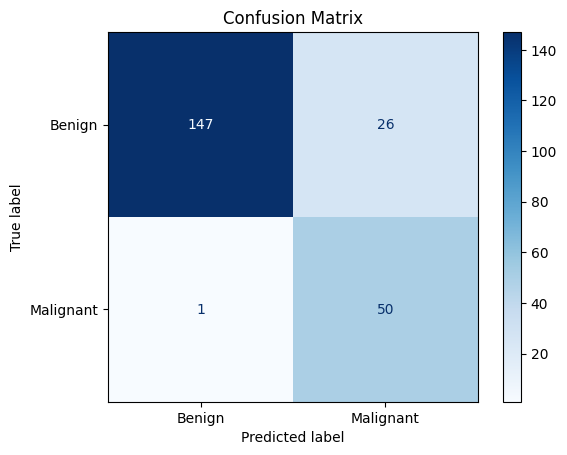 Confusion Matrix
True label
Benign
147
26
140
120
100
80
60
40
20
Malignant
1
50
Benign
Malignant
Predicted label